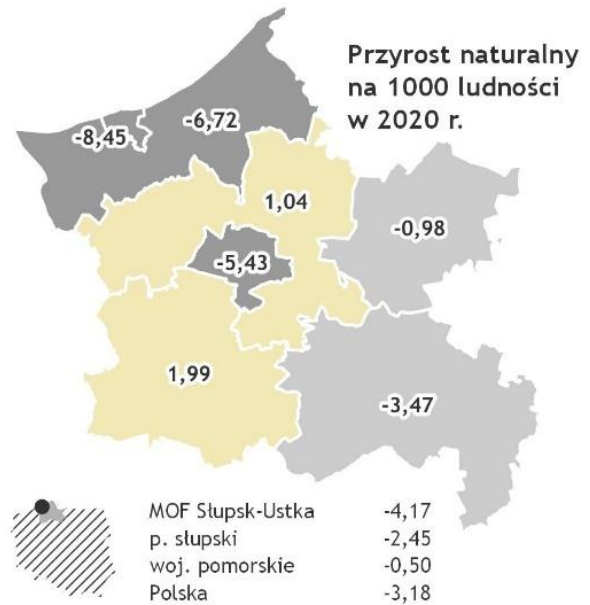 Przyrost naturalny
na 1000 ludności
w 2020 r.
-6,72
-8,45
1,04
-0,98
-5,43
1,99
-3,47
MOF Słupsk-Ustka -4,17
p. słupski -2,45
woj. pomorskie -0,50
Polska -3,18